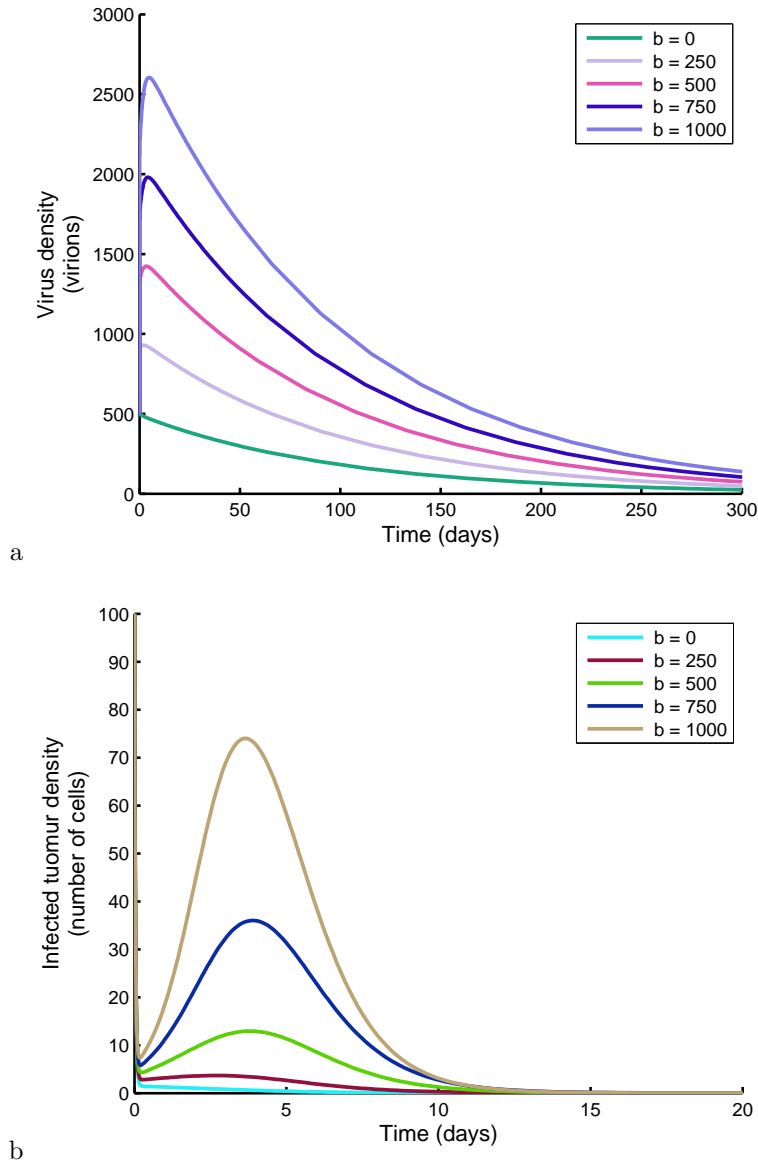 3000
2500
2000
1500
1000
500
0
Virus density
(virions)
b = 0
b = 250
b = 500
b = 750
b = 1000
0 50 100 150 200 250 300
Time (days)
a
100
90
80
70
60
50
40
30
20
10
0
Infected tuomur density
(number of cells)
b = 0
b = 250
b = 500
b = 750
b = 1000
0 5 10 15 20
Time (days)
b